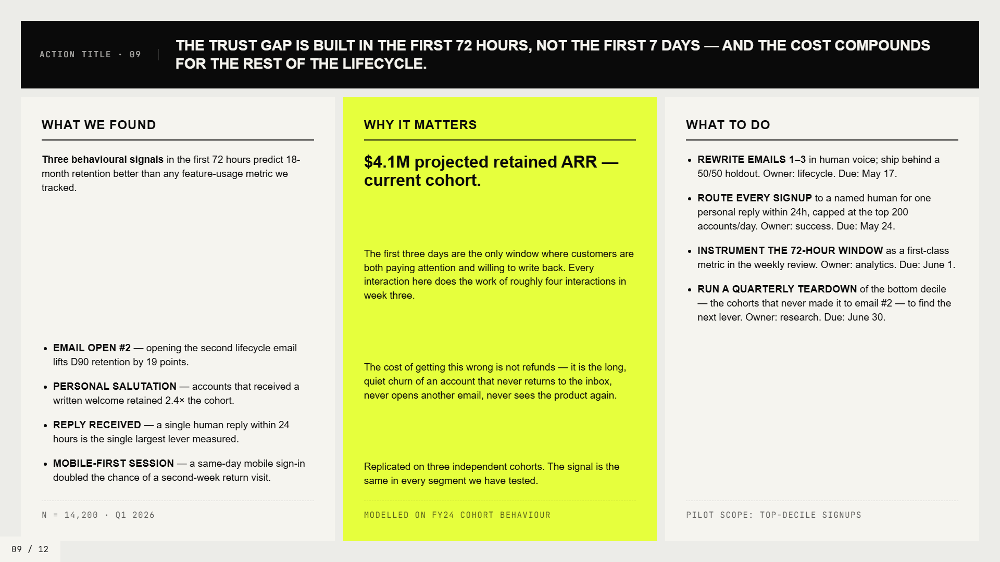 ACTION TITLE · 09
THE TRUST GAP IS BUILT IN THE FIRST 72 HOURS, NOT THE FIRST 7 DAYS — AND THE COST COMPOUNDS
FOR THE REST OF THE LIFECYCLE.
WHAT WE FOUND
Three behavioural signals in the first 72 hours predict 18-
month retention better than any feature-usage metric we
tracked.
• EMAIL OPEN #2 — opening the second lifecycle email
lifts D90 retention by 19 points.
• PERSONAL SALUTATION — accounts that received a
written welcome retained 2.4× the cohort.
• REPLY RECEIVED — a single human reply within 24
hours is the single largest lever measured.
• MOBILE-FIRST SESSION — a same-day mobile sign-in
doubled the chance of a second-week return visit.
N = 14,200 · Q1 2026
WHY IT MATTERS
$4.1M projected retained ARR —
current cohort.
The first three days are the only window where customers are
both paying attention and willing to write back. Every
interaction here does the work of roughly four interactions in
week three.
The cost of getting this wrong is not refunds — it is the long,
quiet churn of an account that never returns to the inbox,
never opens another email, never sees the product again.
Replicated on three independent cohorts. The signal is the
same in every segment we have tested.
MODELLED ON FY24 COHORT BEHAVIOUR
WHAT TO DO
• REWRITE EMAILS 1–3 in human voice; ship behind a
50/50 holdout. Owner: lifecycle. Due: May 17.
• ROUTE EVERY SIGNUP to a named human for one
personal reply within 24h, capped at the top 200
accounts/day. Owner: success. Due: May 24.
• INSTRUMENT THE 72-HOUR WINDOW as a first-class
metric in the weekly review. Owner: analytics. Due: June 1.
• RUN A QUARTERLY TEARDOWN of the bottom decile
— the cohorts that never made it to email #2 — to find the
next lever. Owner: research. Due: June 30.
PILOT SCOPE: TOP-DECILE SIGNUPS
09 / 12